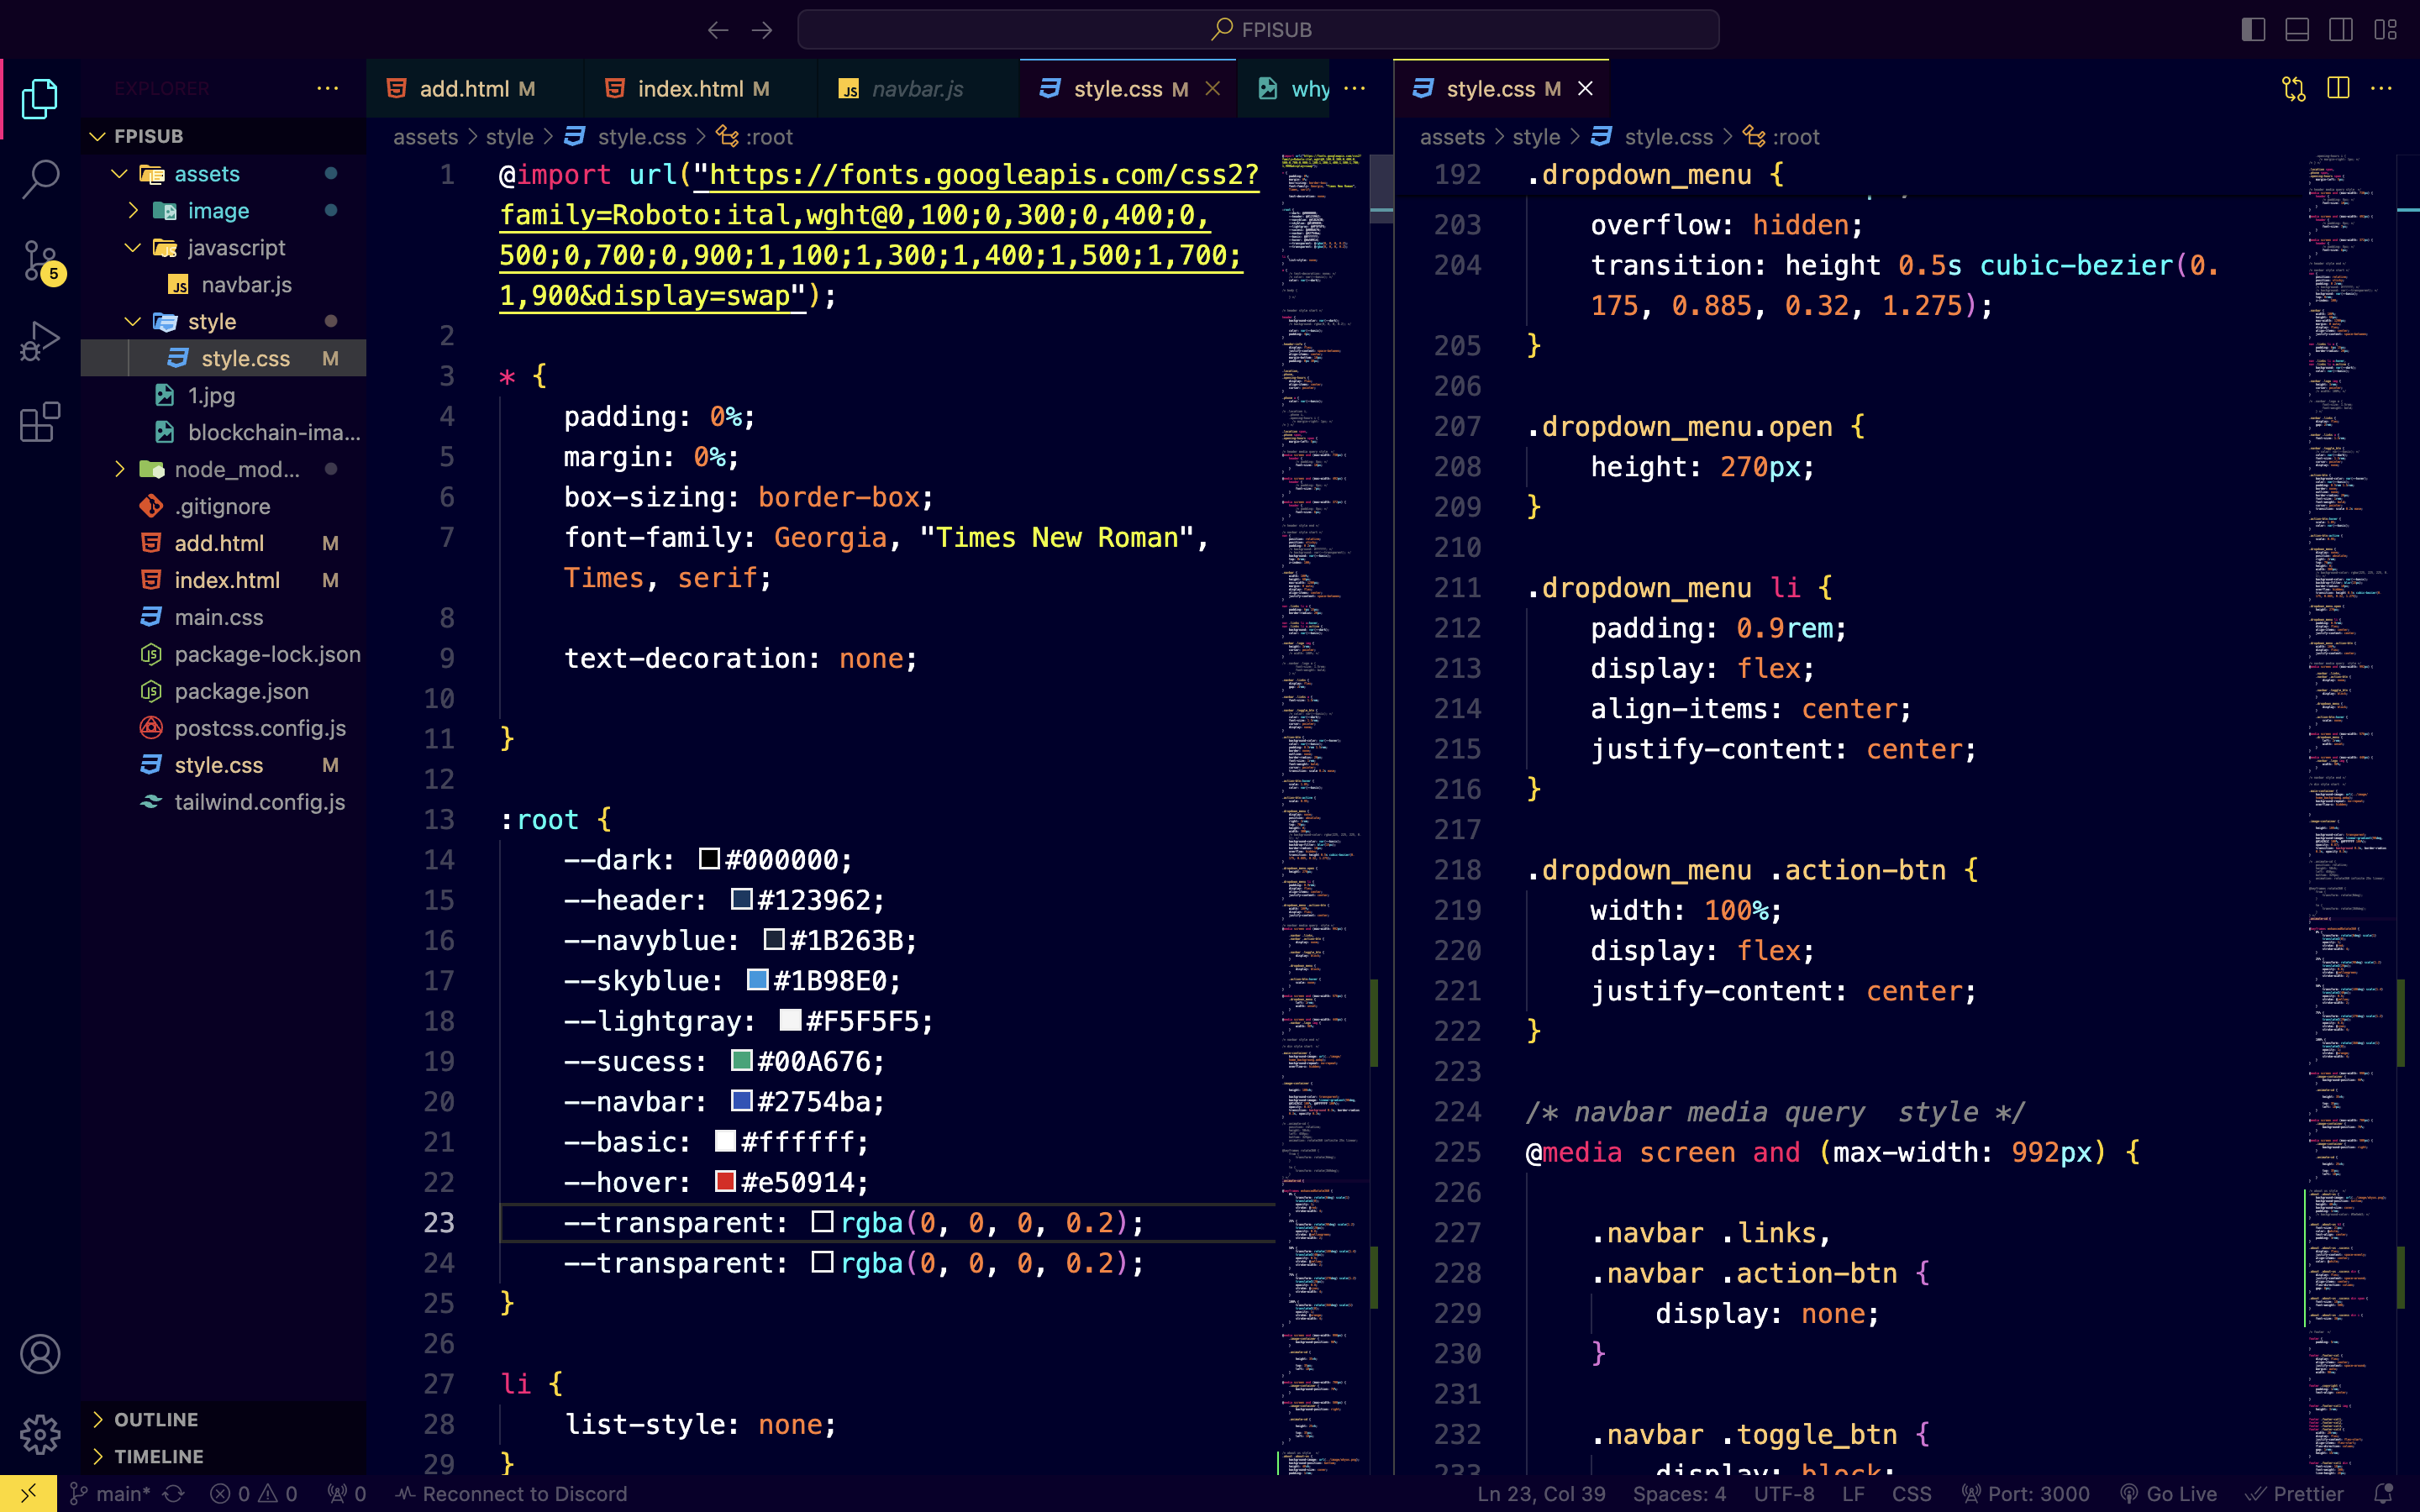 FPISUB
EXPLORER
FPISUB
assets
image
javascript
navbar.js
style
style.css M
1.jpg
blockchain-ima...
node_mod...
.gitignore
add.html M
index.html M
main.css
package-lock.json
package.json
postcss.config.js
style.css M
tailwind.config.js
OUTLINE
TIMELINE
5
add.html M
index.html M
navbar.js
style.css M
why
assets > style > style.css > :root
1 @import url("https://fonts.googleapis.com/css2?
family=Roboto:ital,wght@0,100;0,300;0,400;0,
500;0,700;0,900;1,100;1,300;1,400;1,500;1,700;
1,900&display=swap");
2
3 * {
4 padding: 0%;
5 margin: 0%;
6 box-sizing: border-box;
7 font-family: Georgia, "Times New Roman",
Times, serif;
8
9 text-decoration: none;
10
11 }
12
13 :root {
14 --dark: #000000;
15 --header: #123962;
16 --navyblue: #1B263B;
17 --skyblue: #1B98E0;
18 --lightgray: #F5F5F5;
19 --sucess: #00A676;
20 --navbar: #2754ba;
21 --basic: #ffffff;
22 --hover: #e50914;
23 --transparent: rgba(0, 0, 0, 0.2);
24 --transparent: rgba(0, 0, 0, 0.2);
25 }
26
27 li {
28 list-style: none;
29 }
style.css M
assets > style > style.css > :root
192 .dropdown_menu {
203 overflow: hidden;
204 transition: height 0.5s cubic-bezier(0.
175, 0.885, 0.32, 1.275);
205 }
206
207 .dropdown_menu.open {
208 height: 270px;
209 }
210
211 .dropdown_menu li {
212 padding: 0.9rem;
213 display: flex;
214 align-items: center;
215 justify-content: center;
216 }
217
218 .dropdown_menu .action-btn {
219 width: 100%;
220 display: flex;
221 justify-content: center;
222 }
223
224 /* navbar media query  style */
225 @media screen and (max-width: 992px) {
226
227 .navbar .links,
228 .navbar .action-btn {
229 display: none;
230 }
231
232 .navbar .toggle_btn {
233 display: block;
main* 0 0 0 Reconnect to Discord
Ln 23, Col 39 Spaces: 4 UTF-8 LF CSS Port: 3000 Go Live Prettier